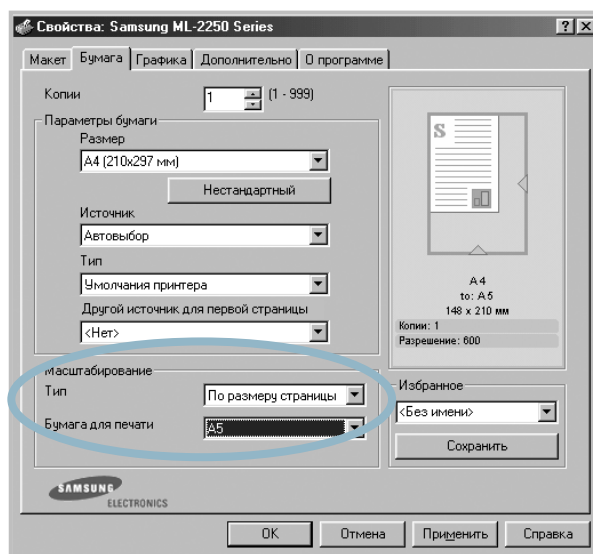 Свойства: Samsung ML-2250 Series
Макет Бумага Графика Дополнительно О программе
Копии 1 (1 - 999)
Параметры бумаги
Размер
A4 (210x297 мм)
Нестандартный
Источник
Автовыбор
Тип
Умолчания принтера
Другой источник для первой страницы
<Нет>
S
A4
to: A5
148 x 210 мм
Копии: 1
Разрешение: 600
Масштабирование
Тип По размеру страницы
Бумага для печати A5
Избранное
<Без имени>
Сохранить
SAMSUNG
ELECTRONICS
OK Отмена Применить Справка